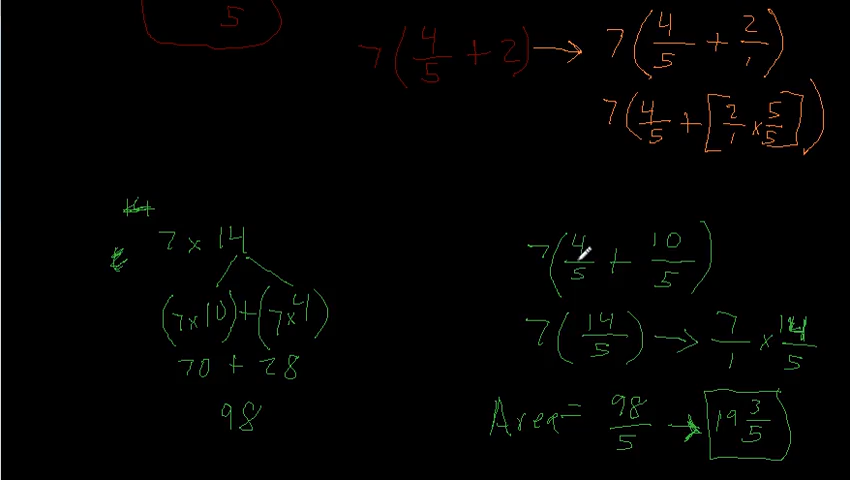 5
7(4/5 + 2) → 7(4/5 + 2/1)
7(4/5 + [2/1 × 5/5])
7 × 14
(7×10)+(7×4)
70 + 28
98
7(4/5 + 10/5)
7(14/5) → 7/1 × 14/5
Area = 98/5 → 19 3/5